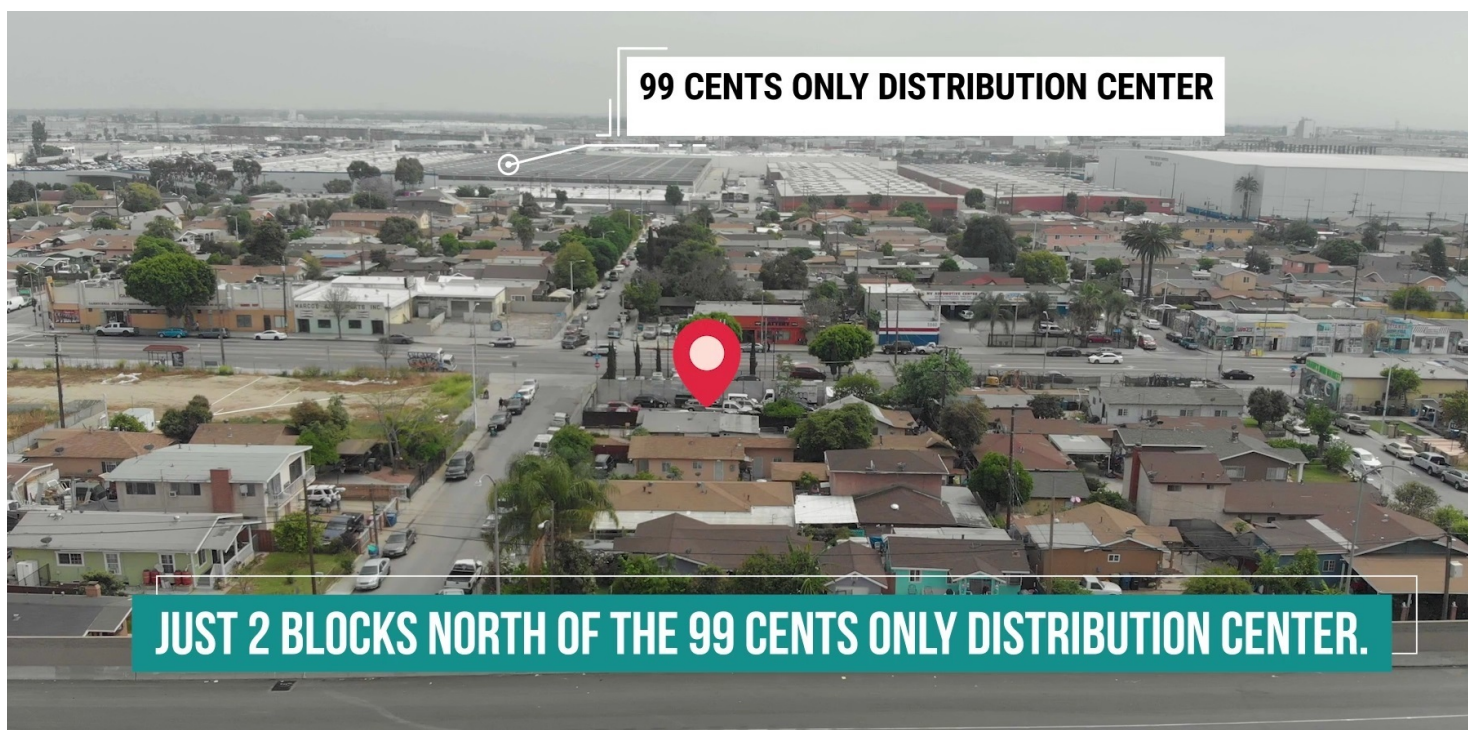 99 CENTS ONLY DISTRIBUTION CENTER
JUST 2 BLOCKS NORTH OF THE 99 CENTS ONLY DISTRIBUTION CENTER.